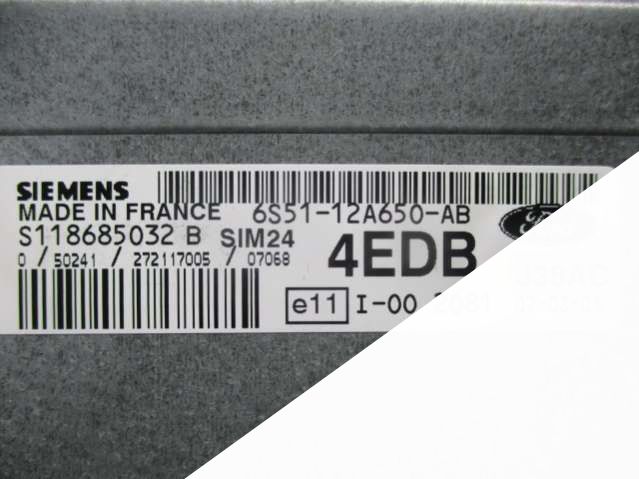 SIEMENS
MADE IN FRANCE 6S51-12A650-AB
S118685032 B SIM24 4EDB
0 / 50241 / 272117005 / 07068
e11 I-00